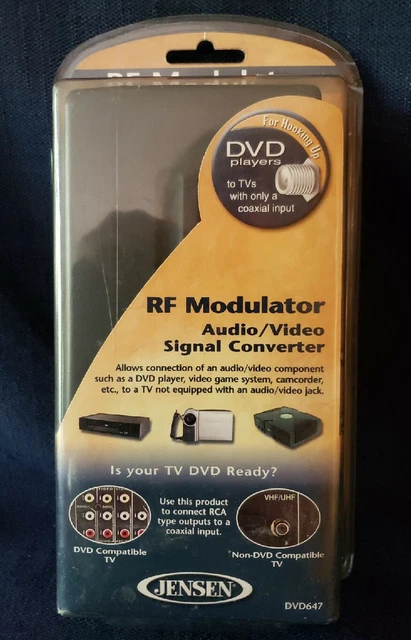 RF Modulator
For Hooking Up
DVD
players
to TVs
with only a
coaxial input
RF Modulator
Audio/Video
Signal Converter
Allows connection of an audio/video component
such as a DVD player, video game system, camcorder,
etc., to a TV not equipped with an audio/video jack.
Is your TV DVD Ready?
Use this product
to connect RCA
type outputs to a
coaxial input.
VHF/UHF
DVD Compatible
TV
Non-DVD Compatible
TV
JENSEN
DVD647